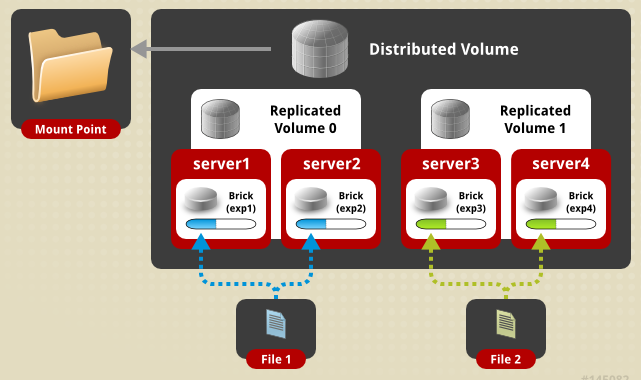 Distributed Volume
Mount Point
Replicated
Volume 0
Replicated
Volume 1
server1
server2
server3
server4
Brick
(exp1)
Brick
(exp2)
Brick
(exp3)
Brick
(exp4)
File 1
File 2